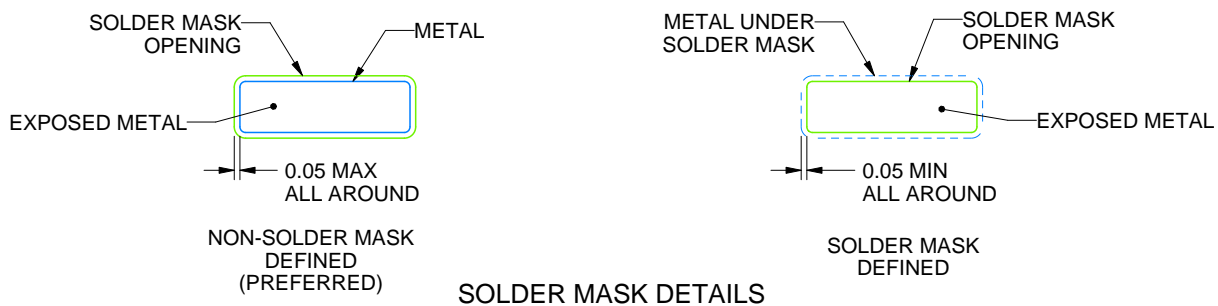 SOLDER MASK
OPENING
METAL
EXPOSED METAL
0.05 MAX
ALL AROUND
NON-SOLDER MASK
DEFINED
(PREFERRED)
METAL UNDER
SOLDER MASK
SOLDER MASK
OPENING
EXPOSED METAL
0.05 MIN
ALL AROUND
SOLDER MASK
DEFINED
SOLDER MASK DETAILS